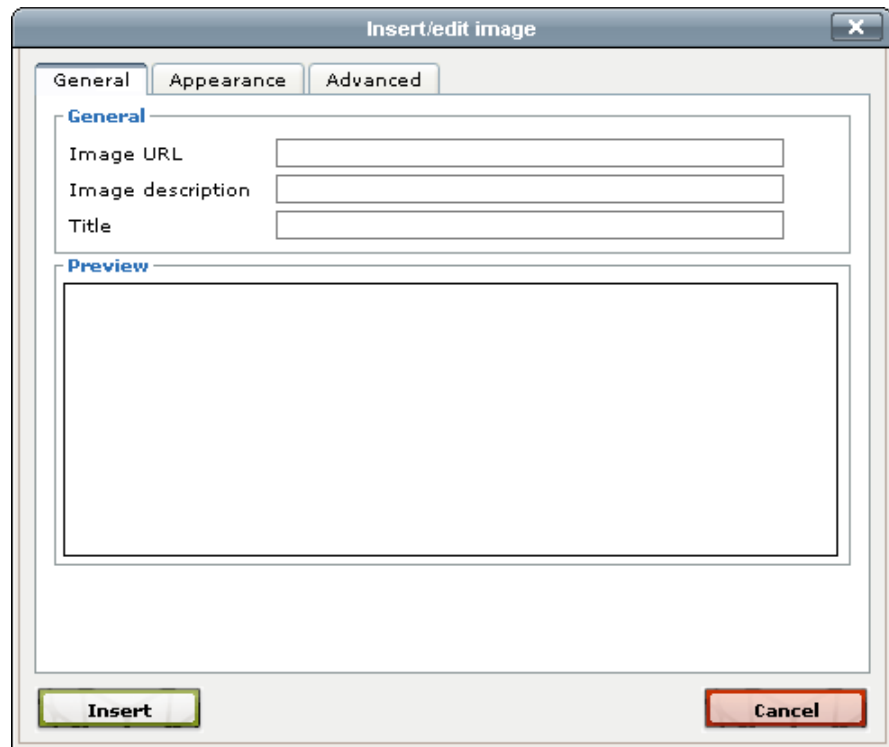 Insert/edit image
General Appearance Advanced
General
Image URL
Image description
Title
Preview
Insert Cancel